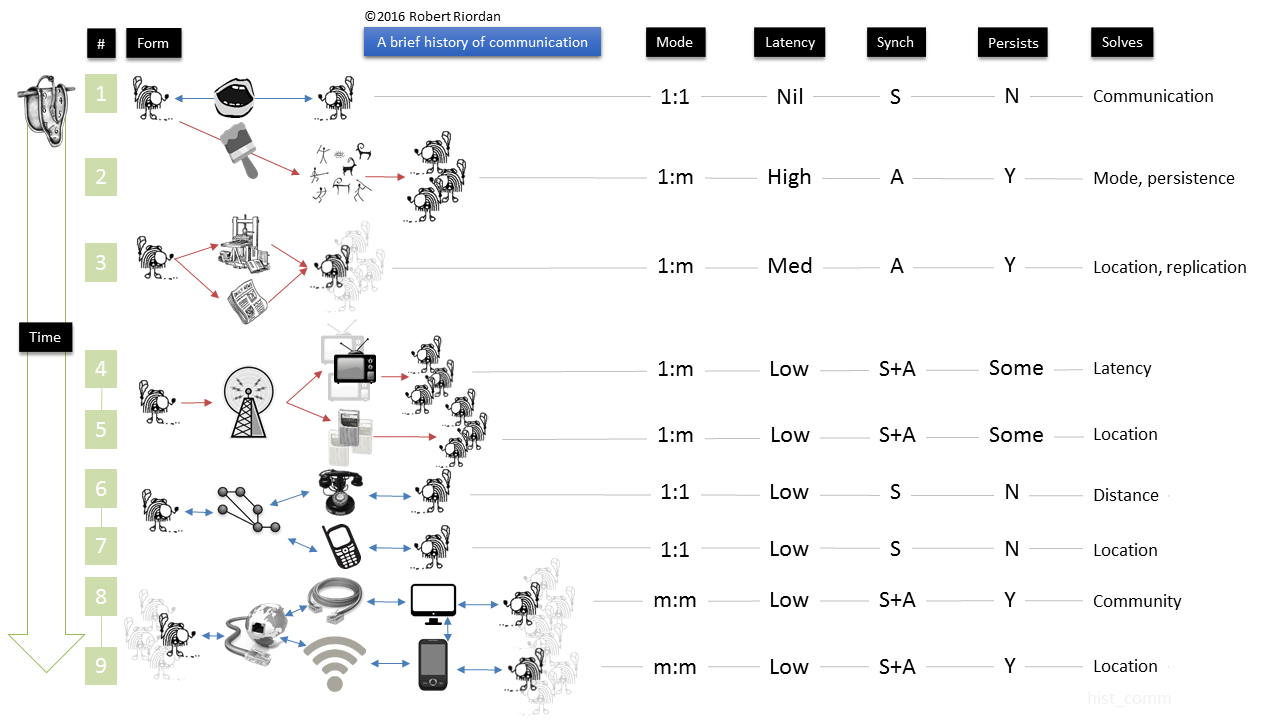 ©2016 Robert Riordan
# Form A brief history of communication Mode Latency Synch Persists Solves
1 1:1 Nil S N Communication
2 1:m High A Y Mode, persistence
3 1:m Med A Y Location, replication
Time
4 1:m Low S+A Some Latency
5 1:m Low S+A Some Location
6 1:1 Low S N Distance
7 1:1 Low S N Location
8 m:m Low S+A Y Community
9 m:m Low S+A Y Location
hist_comm